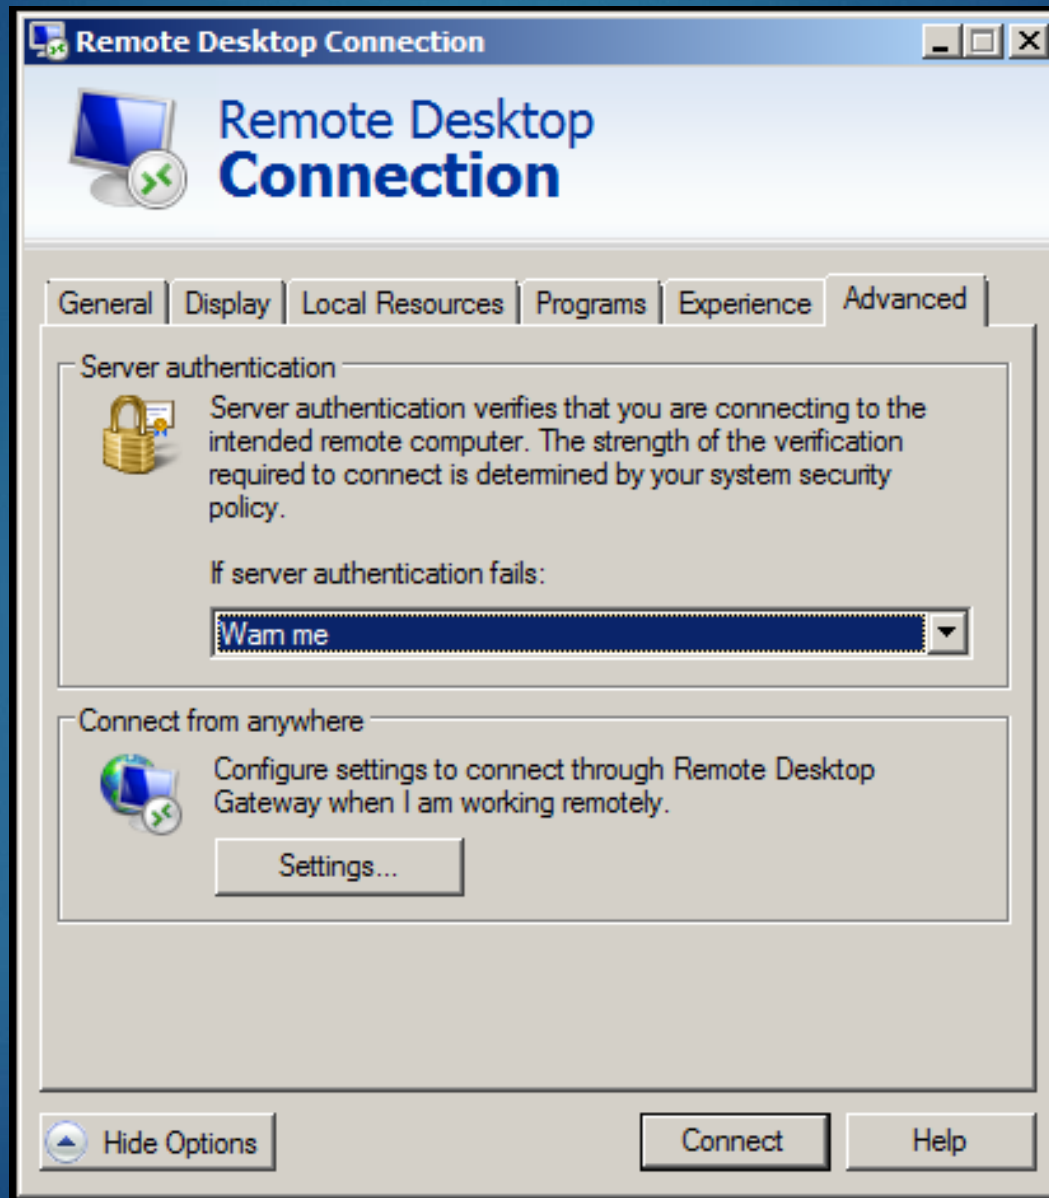 Remote Desktop Connection
Remote Desktop
Connection
General Display Local Resources Programs Experience Advanced
Server authentication
Server authentication verifies that you are connecting to the
intended remote computer. The strength of the verification
required to connect is determined by your system security
policy.
If server authentication fails:
Warn me
Connect from anywhere
Configure settings to connect through Remote Desktop
Gateway when I am working remotely.
Settings...
Hide Options Connect Help